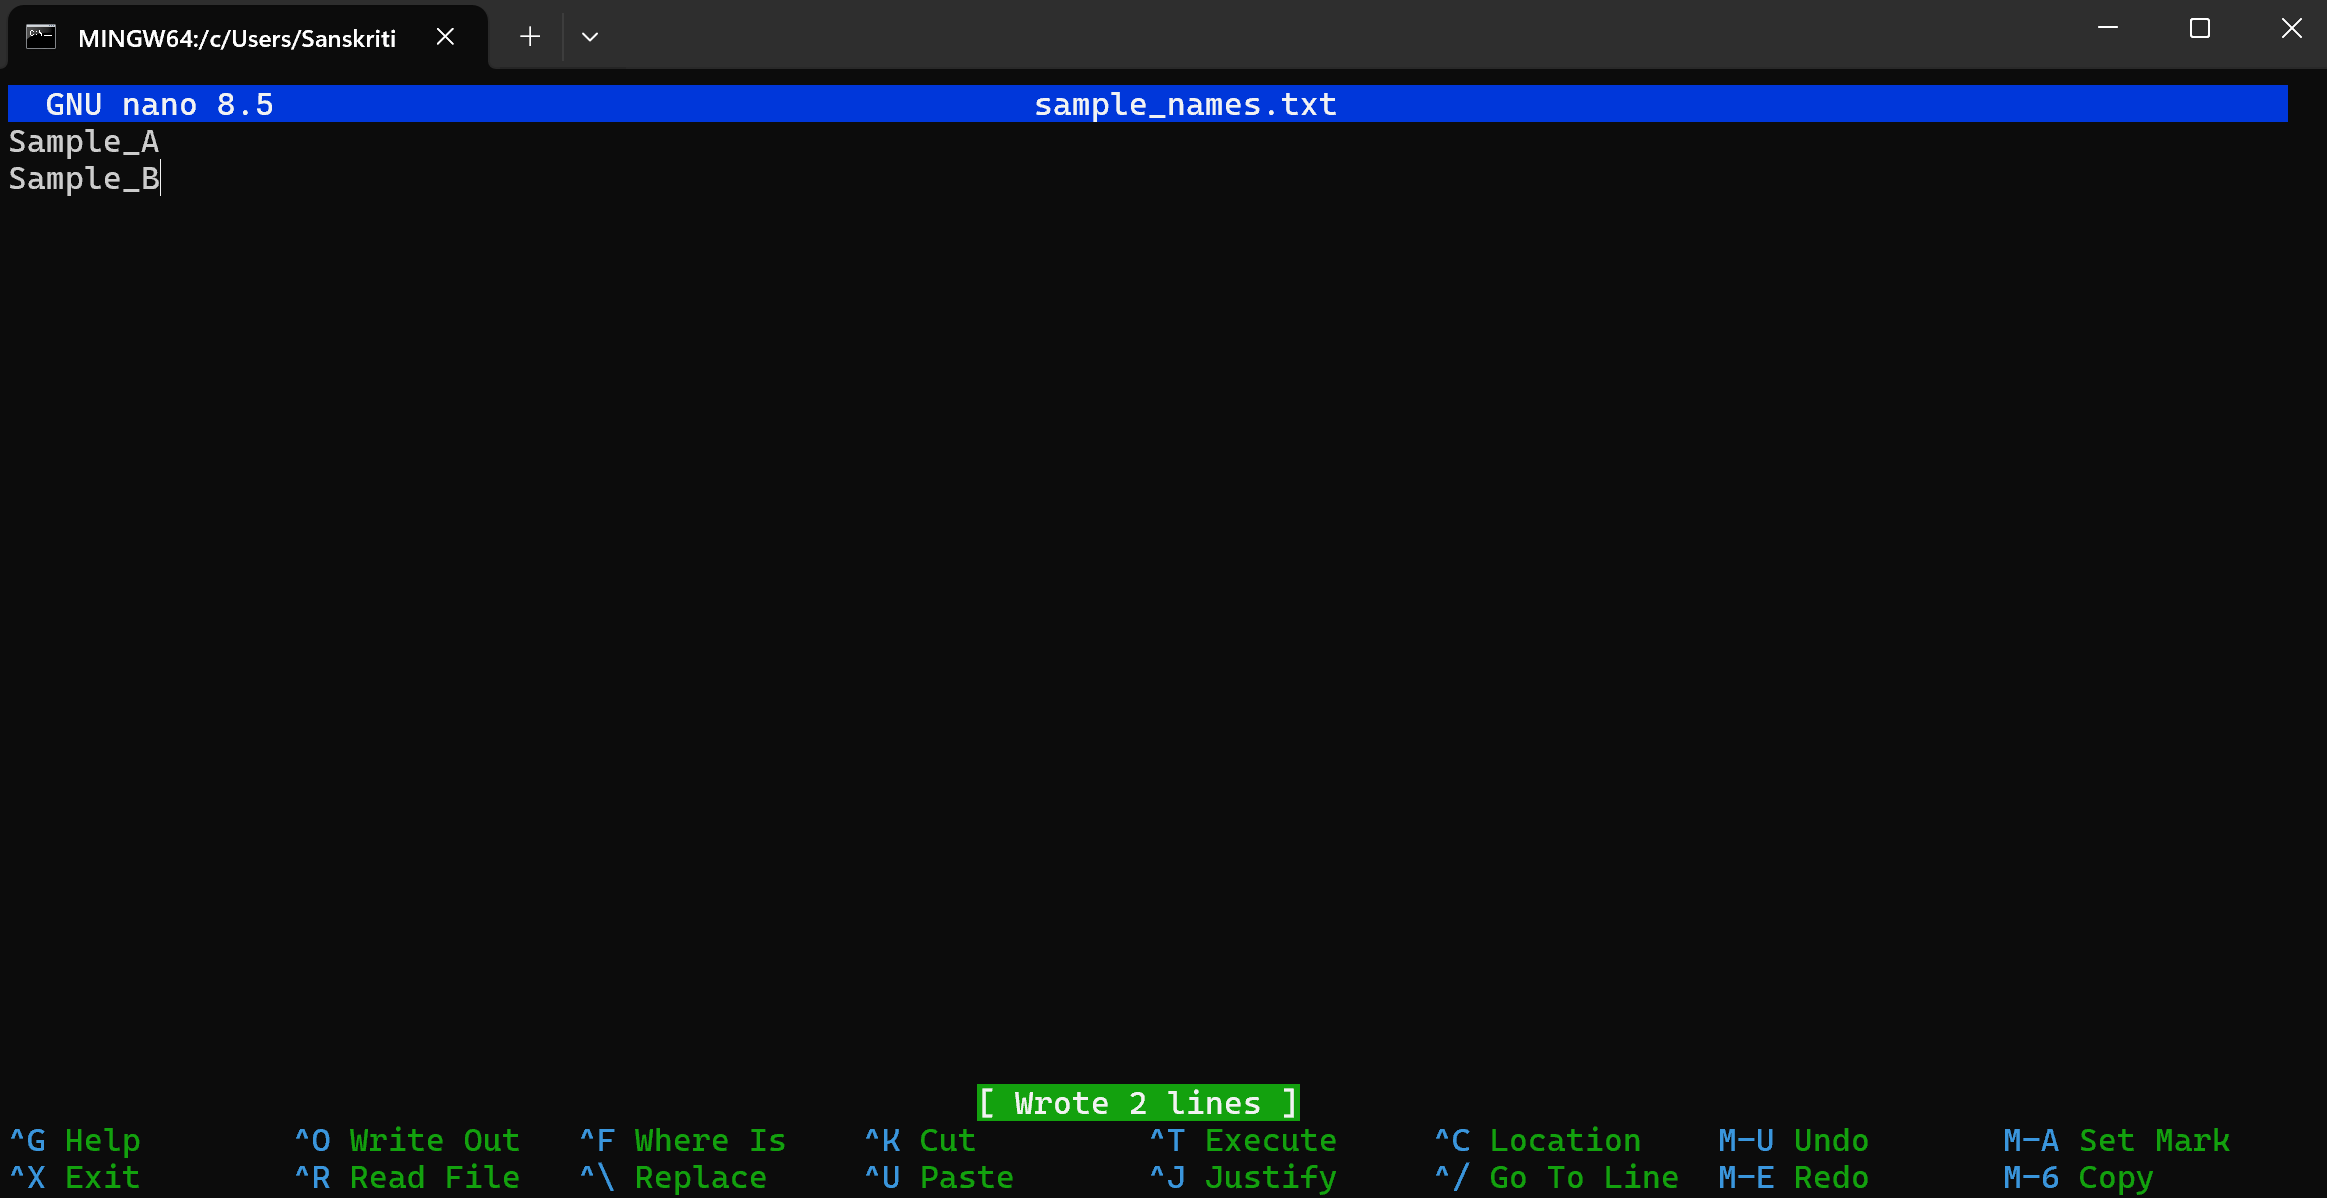 MINGW64:/c/Users/Sanskriti
GNU nano 8.5 sample_names.txt
Sample_A
Sample_B
[ Wrote 2 lines ]
^G Help ^O Write Out ^F Where Is ^K Cut ^T Execute ^C Location M-U Undo M-A Set Mark
^X Exit ^R Read File ^\ Replace ^U Paste ^J Justify ^/ Go To Line M-E Redo M-6 Copy